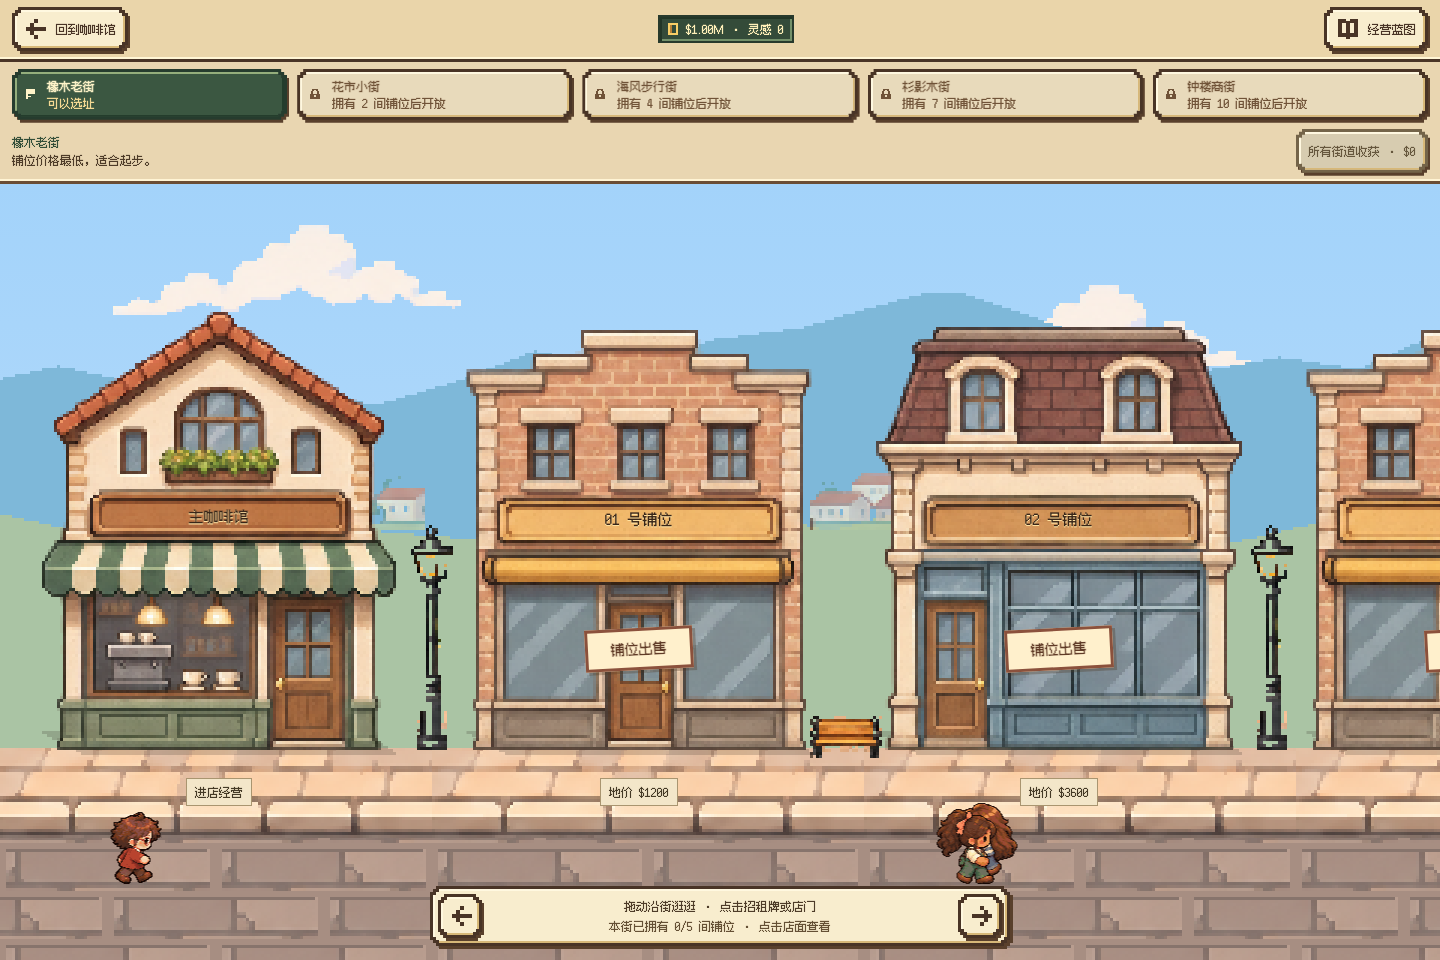 回到咖啡馆
$1.00M · 灵感 0
经营蓝图
橡木老街
可以选址
花市小街
拥有 2 间铺位后开放
海风步行街
拥有 4 间铺位后开放
杉影木街
拥有 7 间铺位后开放
钟楼商街
拥有 10 间铺位后开放
橡木老街
铺位价格最低，适合起步。
所有街道收获 · $0
主咖啡馆
01 号铺位
02 号铺位
铺位出售
铺位出售
进店经营
地价 $1200
地价 $3600
拖动沿街逛逛 · 点击招租牌或店门
本街已拥有 0/5 间铺位 · 点击店面查看